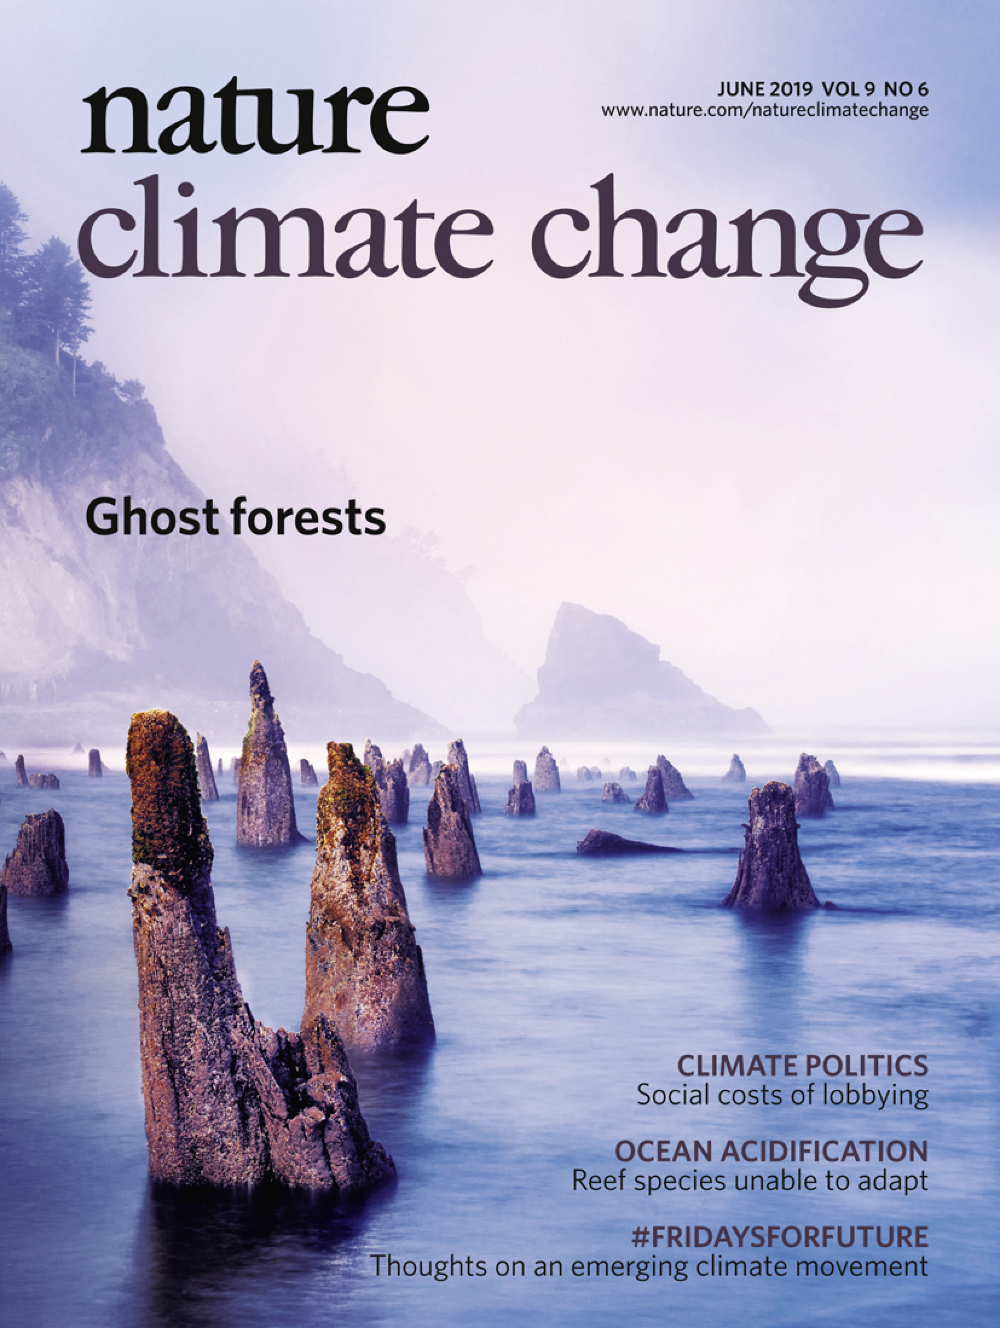 nature
climate change
JUNE 2019 VOL 9 NO 6
www.nature.com/natureclimatechange
Ghost forests
CLIMATE POLITICS
Social costs of lobbying
OCEAN ACIDIFICATION
Reef species unable to adapt
#FRIDAYSFORFUTURE
Thoughts on an emerging climate movement